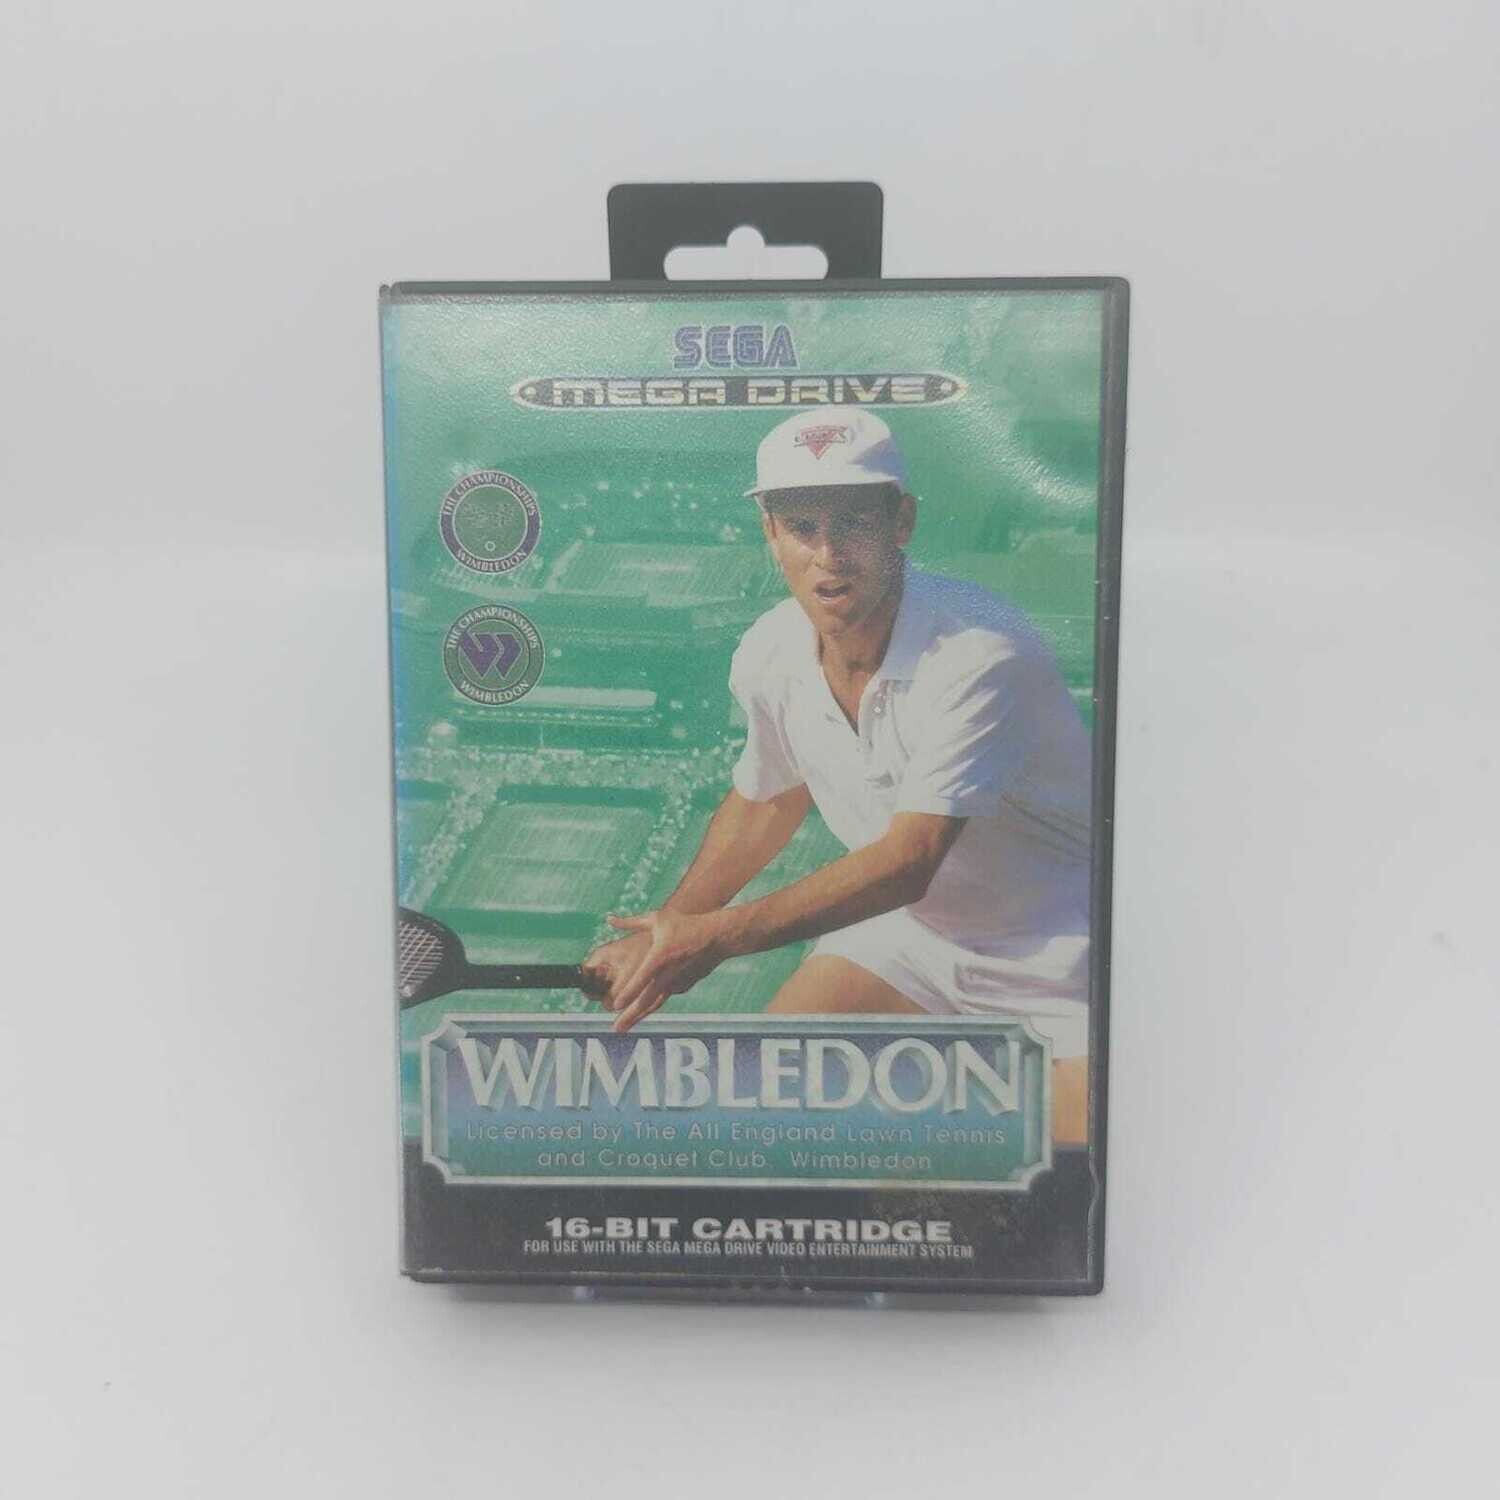 SEGA
MEGA DRIVE
THE CHAMPIONSHIPS
WIMBLEDON
THE CHAMPIONSHIPS
WIMBLEDON
WIMBLEDON
Licensed by The All England Lawn Tennis
and Croquet Club, Wimbledon
16-BIT CARTRIDGE
FOR USE WITH THE SEGA MEGA DRIVE VIDEO ENTERTAINMENT SYSTEM